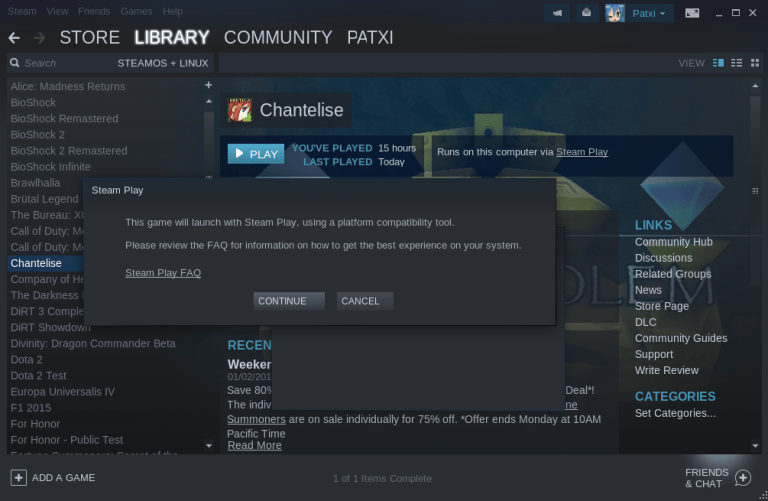 Steam View Friends Games Help
Patxi
STORE LIBRARY COMMUNITY PATXI
Search STEAMOS + LINUX
VIEW
Alice: Madness Returns
BioShock
BioShock Remastered
BioShock 2
BioShock 2 Remastered
BioShock Infinite
Brawlhalla
Brütal Legend
The Bureau: XC
Call of Duty: Mo
Call of Duty: Mo
Chantelise
Company of He
The Darkness
DiRT 3 Comple
DiRT Showdown
Divinity: Dragon Commander Beta
Dota 2
Dota 2 Test
Europa Universalis IV
F1 2015
For Honor
For Honor - Public Test
Chantelise
PLAY
YOU'VE PLAYED 15 hours
LAST PLAYED Today
Runs on this computer via Steam Play
Steam Play
This game will launch with Steam Play, using a platform compatibility tool.
Please review the FAQ for information on how to get the best experience on your system.
Steam Play FAQ
CONTINUE CANCEL
RECEN
Weeker
01/02/201
Save 80% Deal*!
The indiv ne
Summoners are on sale individually for 75% off. *Offer ends Monday at 10AM
Pacific Time
Read More
LINKS
Community Hub
Discussions
Related Groups
News
Store Page
DLC
Community Guides
Support
Write Review
CATEGORIES
Set Categories...
ADD A GAME
1 of 1 Items Complete
FRIENDS
& CHAT